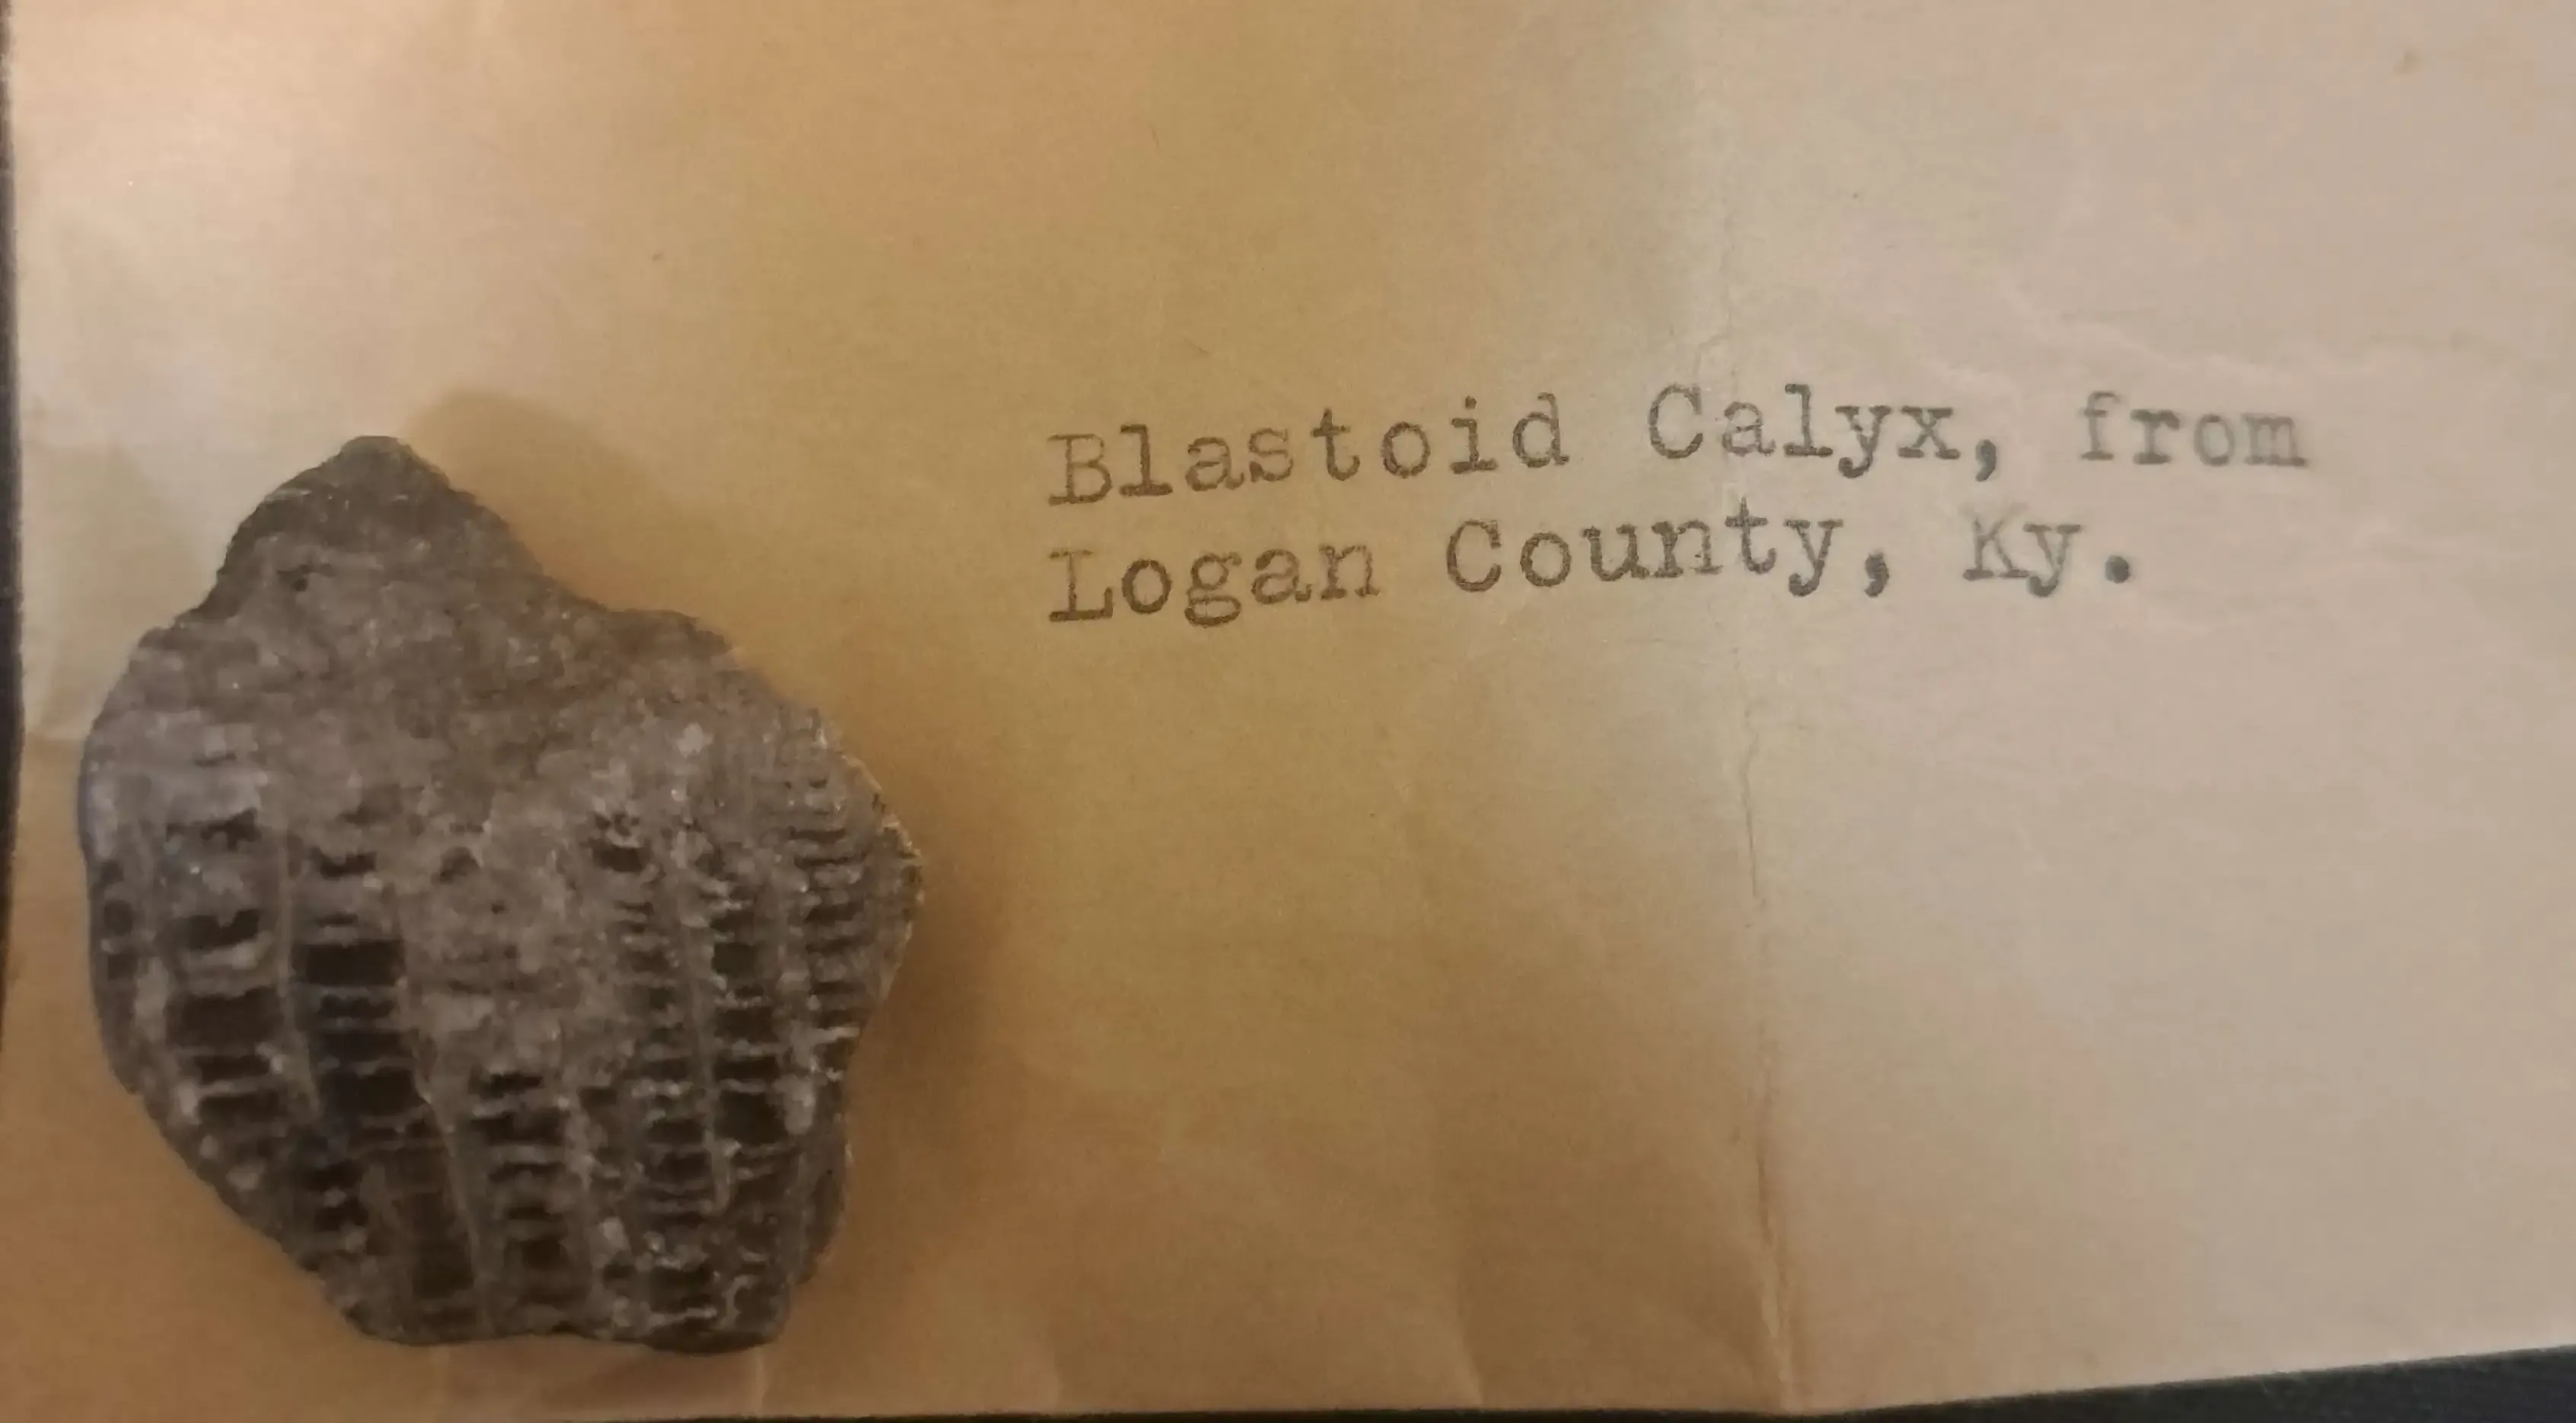 Blastoid Calyx, from
Logan County, Ky.